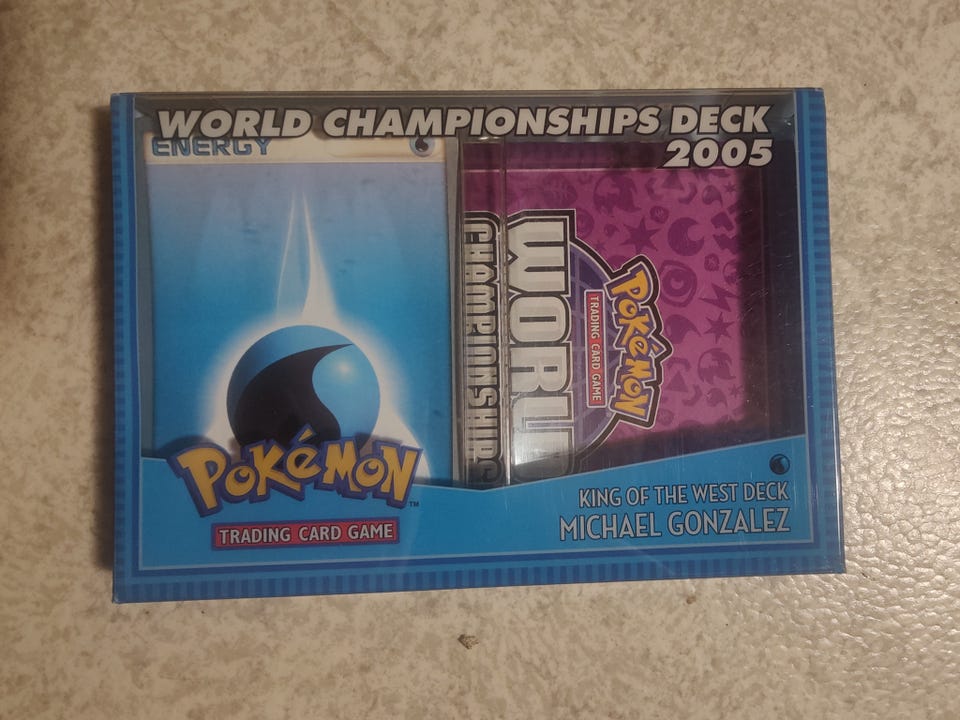 WORLD CHAMPIONSHIPS DECK
2005
ENERGY
CHAMPIONSHIPS
WORLD
POKéMON
TRADING CARD GAME
POKéMON™
TRADING CARD GAME
KING OF THE WEST DECK
MICHAEL GONZALEZ